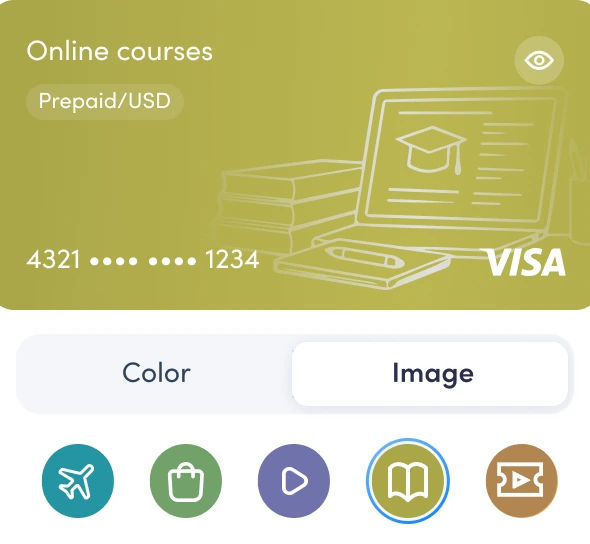 Online courses
Prepaid/USD
4321 •••• •••• 1234
VISA
Color
Image